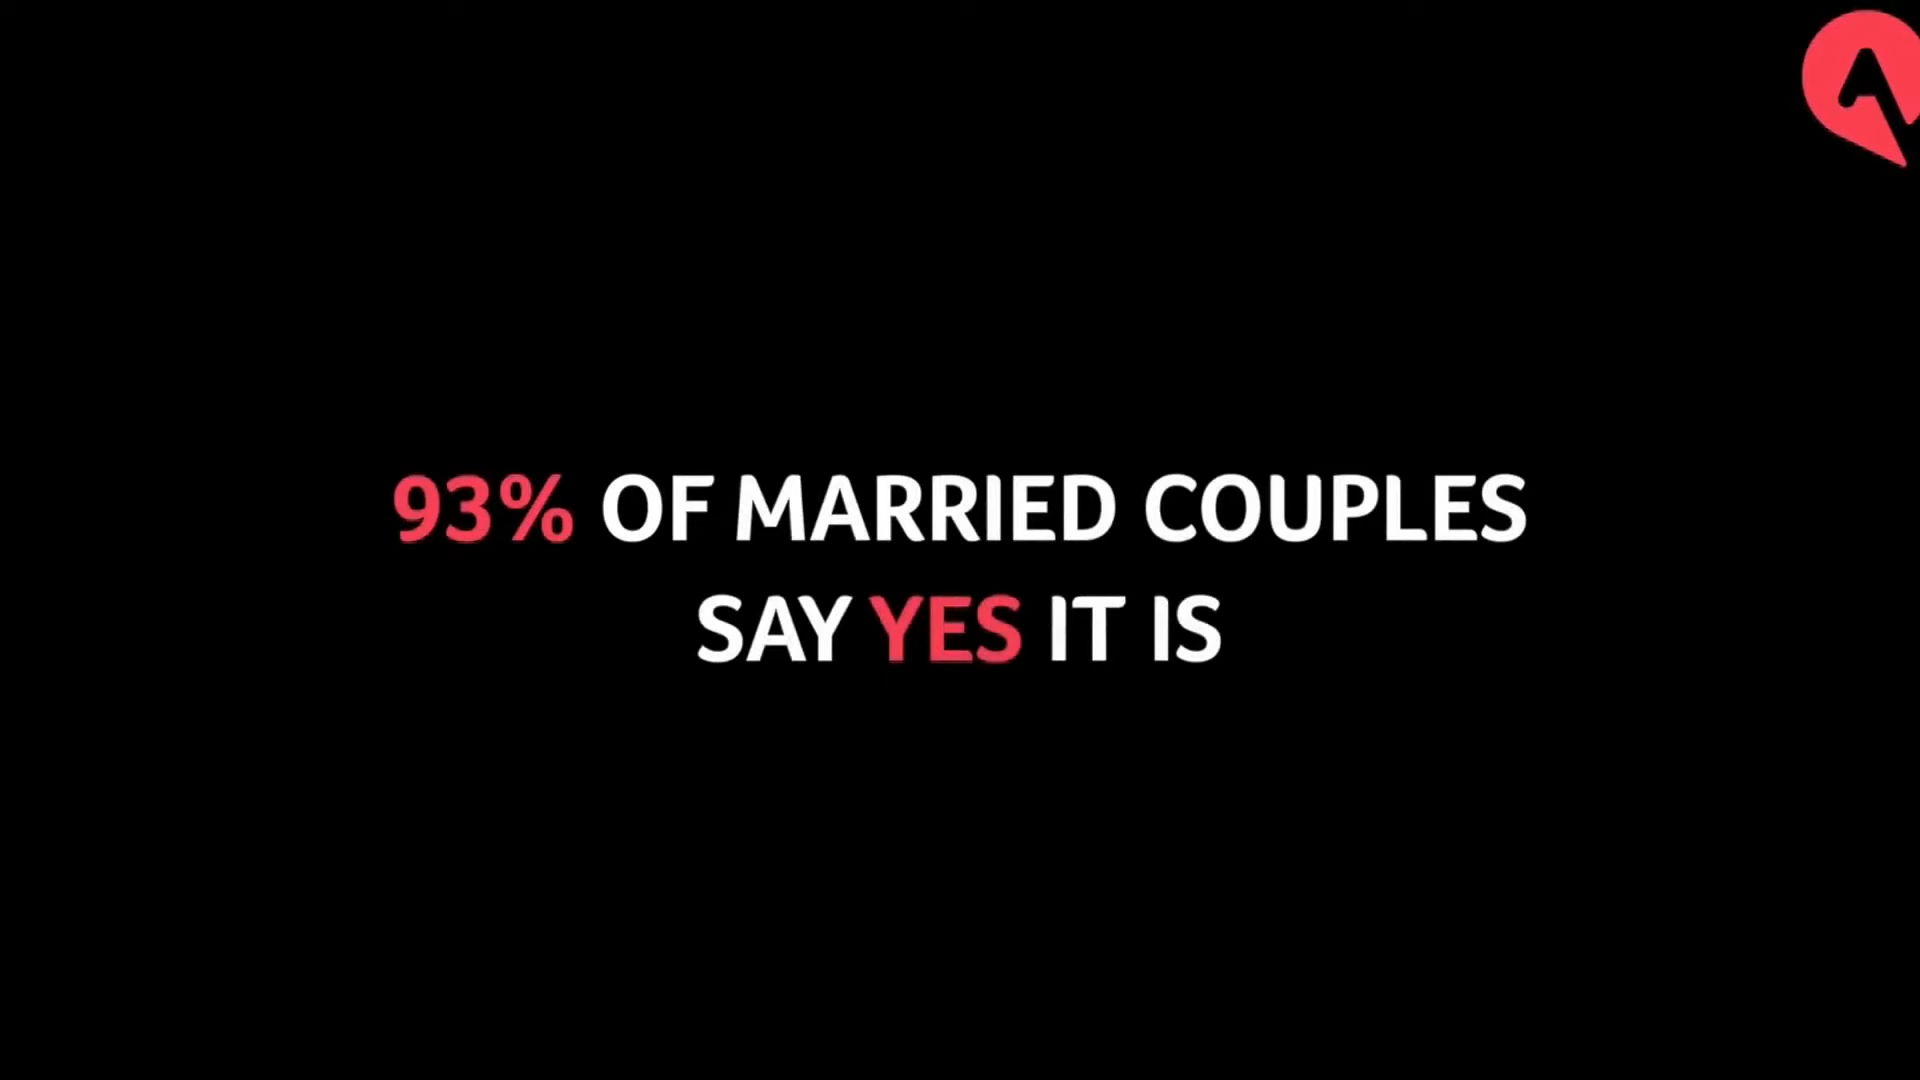 A
93% OF MARRIED COUPLES
SAY YES IT IS